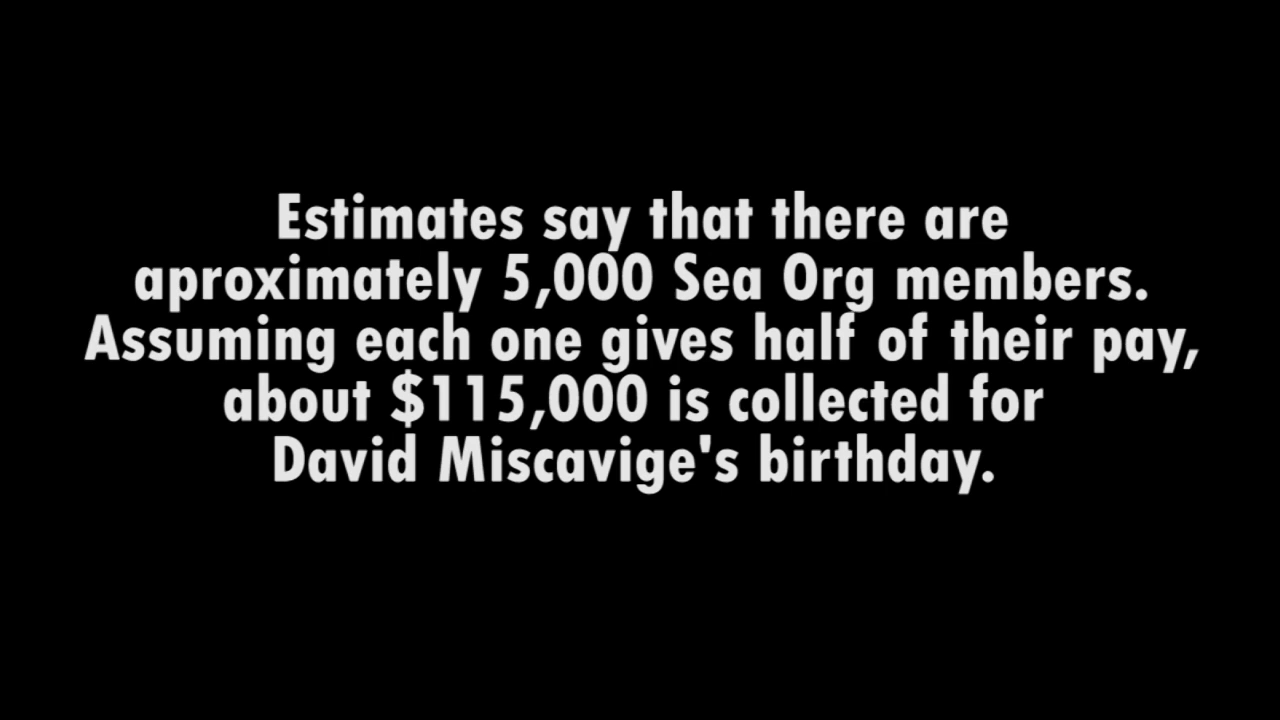 Estimates say that there are
aproximately 5,000 Sea Org members.
Assuming each one gives half of their pay,
about $115,000 is collected for
David Miscavige's birthday.